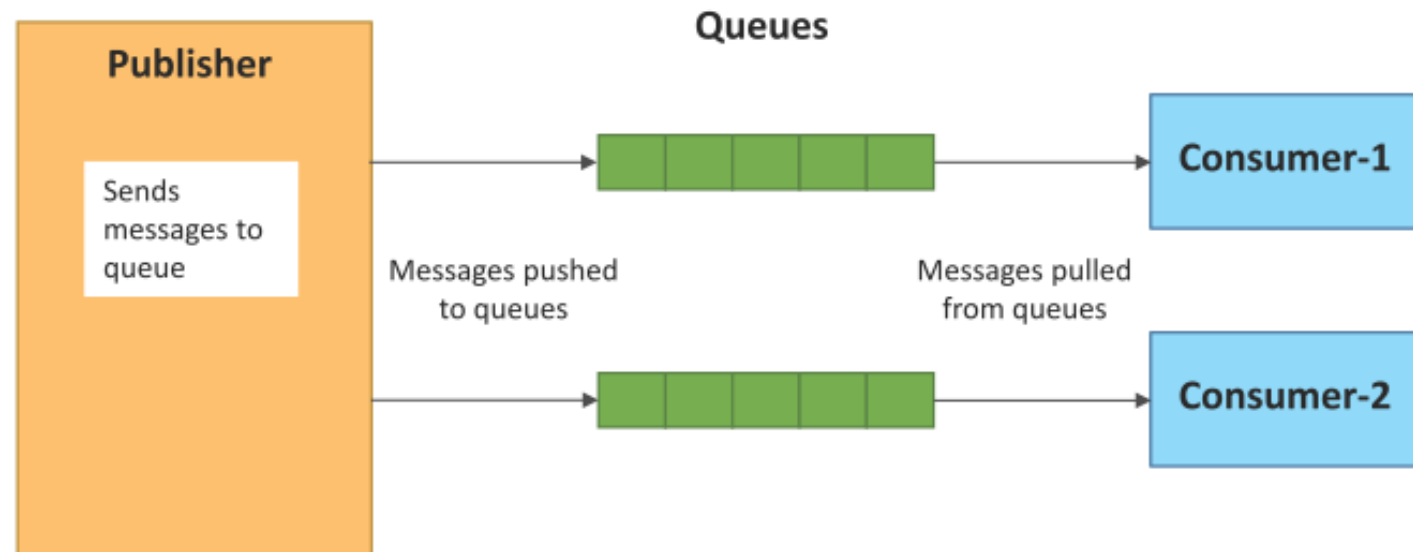 Queues
Publisher
Sends
messages to
queue
Consumer-1
Messages pushed
to queues
Messages pulled
from queues
Consumer-2